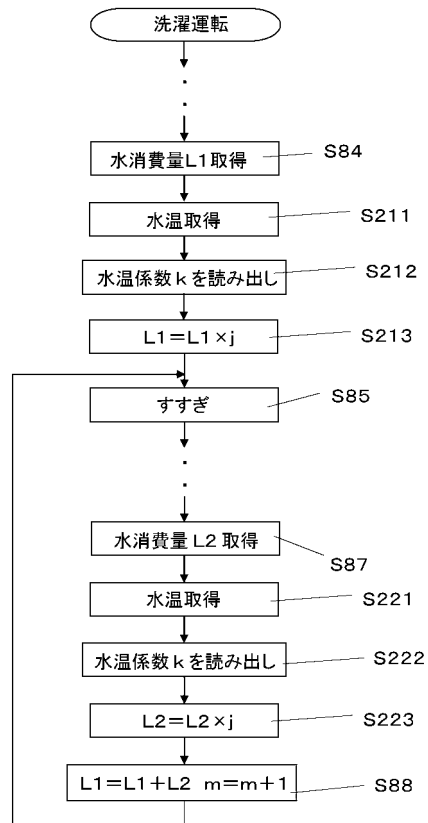 洗濯運転
水消費量L1取得
S84
水温取得
S211
水温係数kを読み出し
S212
L1=L1×j
S213
すすぎ
S85
水消費量L2取得
S87
水温取得
S221
水温係数kを読み出し
S222
L2=L2×j
S223
L1=L1+L2 m=m+1
S88